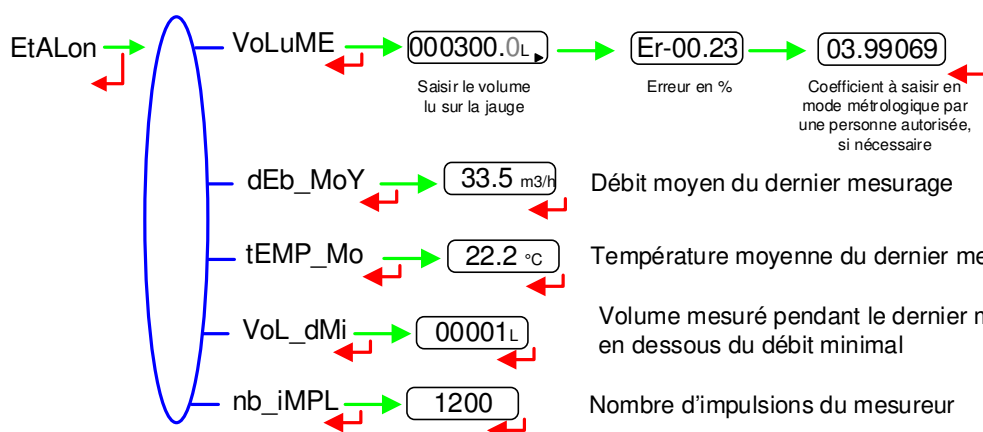 EtALon
VoLuME
000300.0L
Er-00.23
03.99069
Saisir le volume
lu sur la jauge
Erreur en %
Coefficient à saisir en
mode métrologique par
une personne autorisée,
si nécessaire
dEb_MoY
33.5 m3/h
Débit moyen du dernier mesurage
tEMP_Mo
22.2 °C
Température moyenne du dernier me
VoL_dMi
00001L
Volume mesuré pendant le dernier m
en dessous du débit minimal
nb_iMPL
1200
Nombre d'impulsions du mesureur